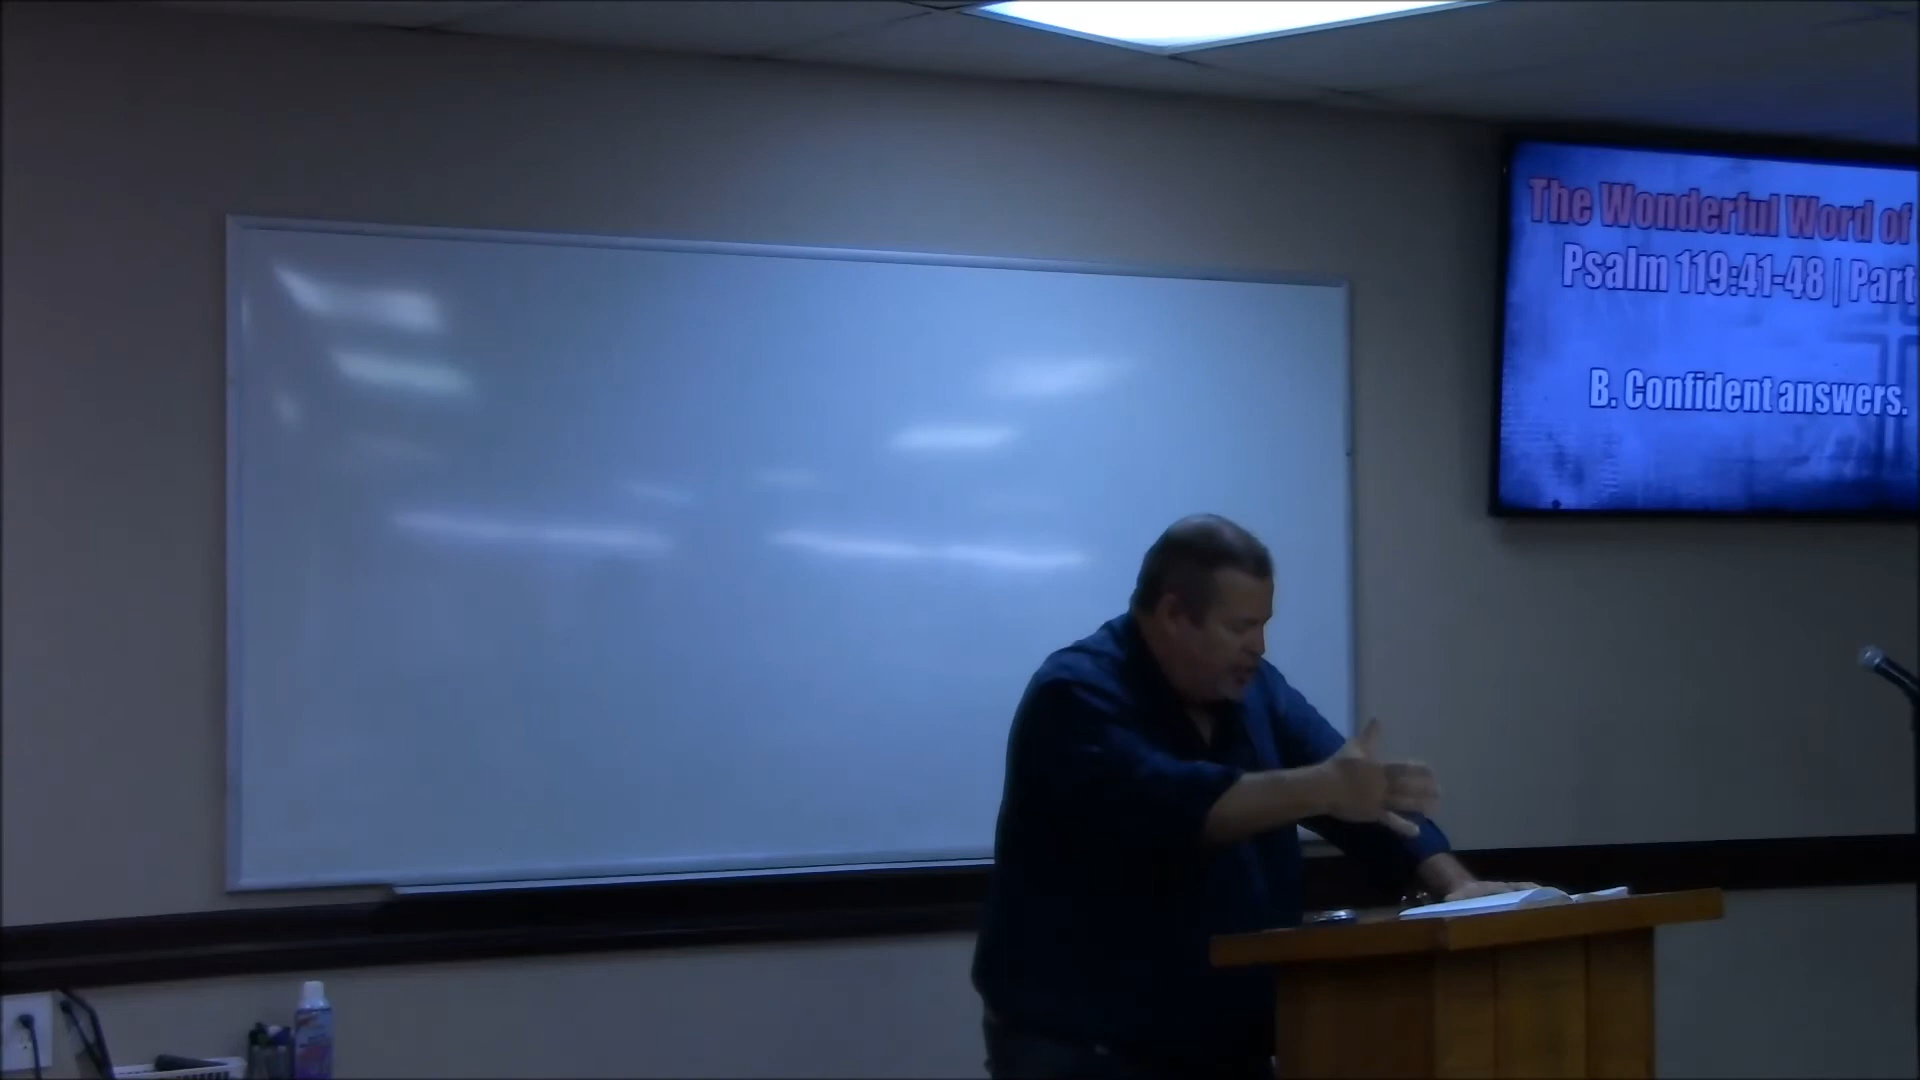 The Wonderful Word of
Psalm 119:41-48 | Part
B. Confident answers.